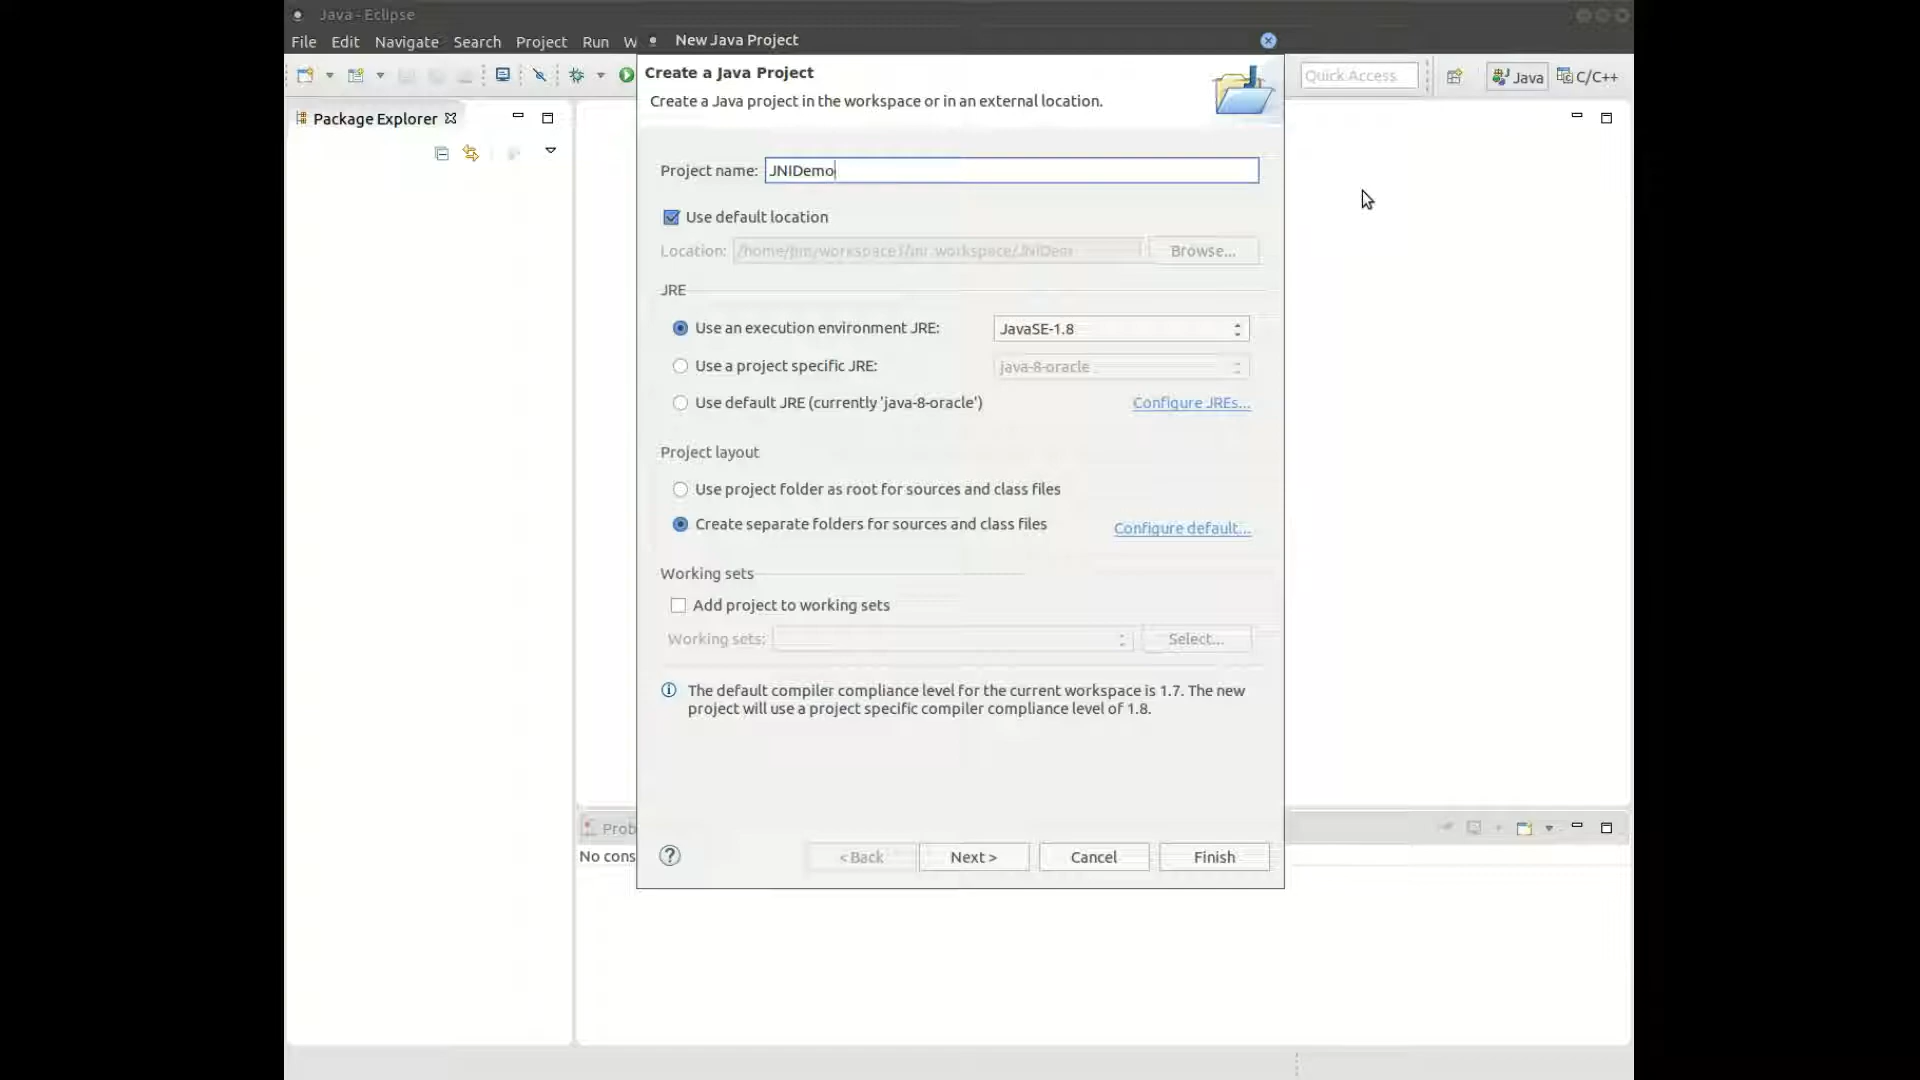 Java - Eclipse
File Edit Navigate Search Project Run W
New Java Project
Create a Java Project
Create a Java project in the workspace or in an external location.
Quick Access
Java
C/C++
Package Explorer
Project name: JNIDemo
Use default location
Location:
Browse...
JRE
Use an execution environment JRE: JavaSE-1.8
Use a project specific JRE: java-8-oracle
Use default JRE (currently 'java-8-oracle') Configure JREs...
Project layout
Use project folder as root for sources and class files
Create separate folders for sources and class files Configure default...
Working sets
Add project to working sets
Working sets: Select...
The default compiler compliance level for the current workspace is 1.7. The new
project will use a project specific compiler compliance level of 1.8.
Prob
No cons
< Back Next > Cancel Finish